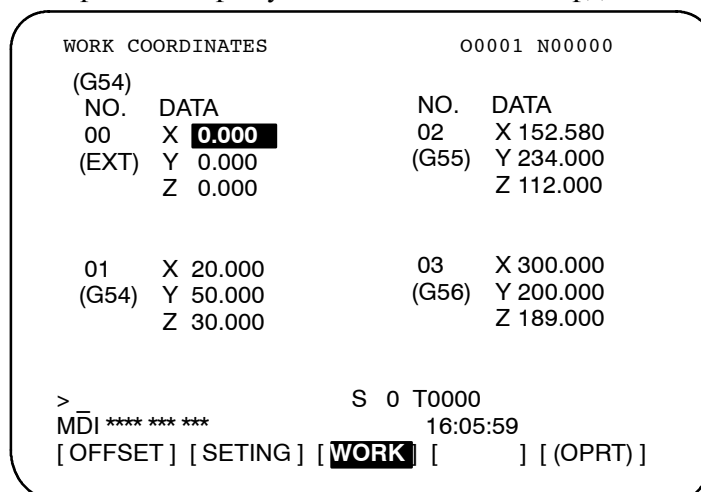 WORK COORDINATES O0001 N00000
(G54)
NO. DATA NO. DATA
00 X 0.000 02 X 152.580
(EXT) Y 0.000 (G55) Y 234.000
Z 0.000 Z 112.000
01 X 20.000 03 X 300.000
(G54) Y 50.000 (G56) Y 200.000
Z 30.000 Z 189.000
>_ S 0 T0000
MDI **** *** *** 16:05:59
[ OFFSET ] [ SETING ] [ WORK ] [ ] [ (OPRT) ]